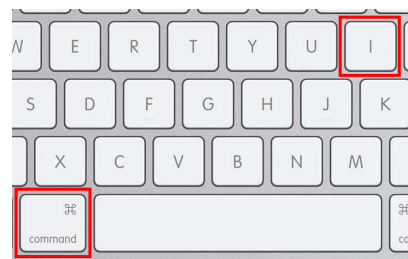 W E R T Y U I
S D F G H J K
X C V B N M
⌘ ⌘
command